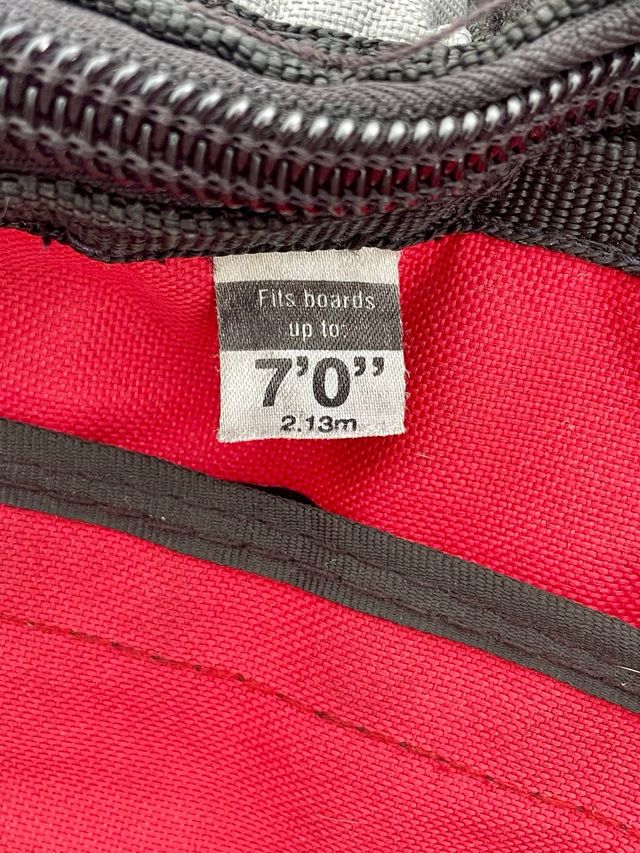 Fits boards
up to:
7'0''
2.13m